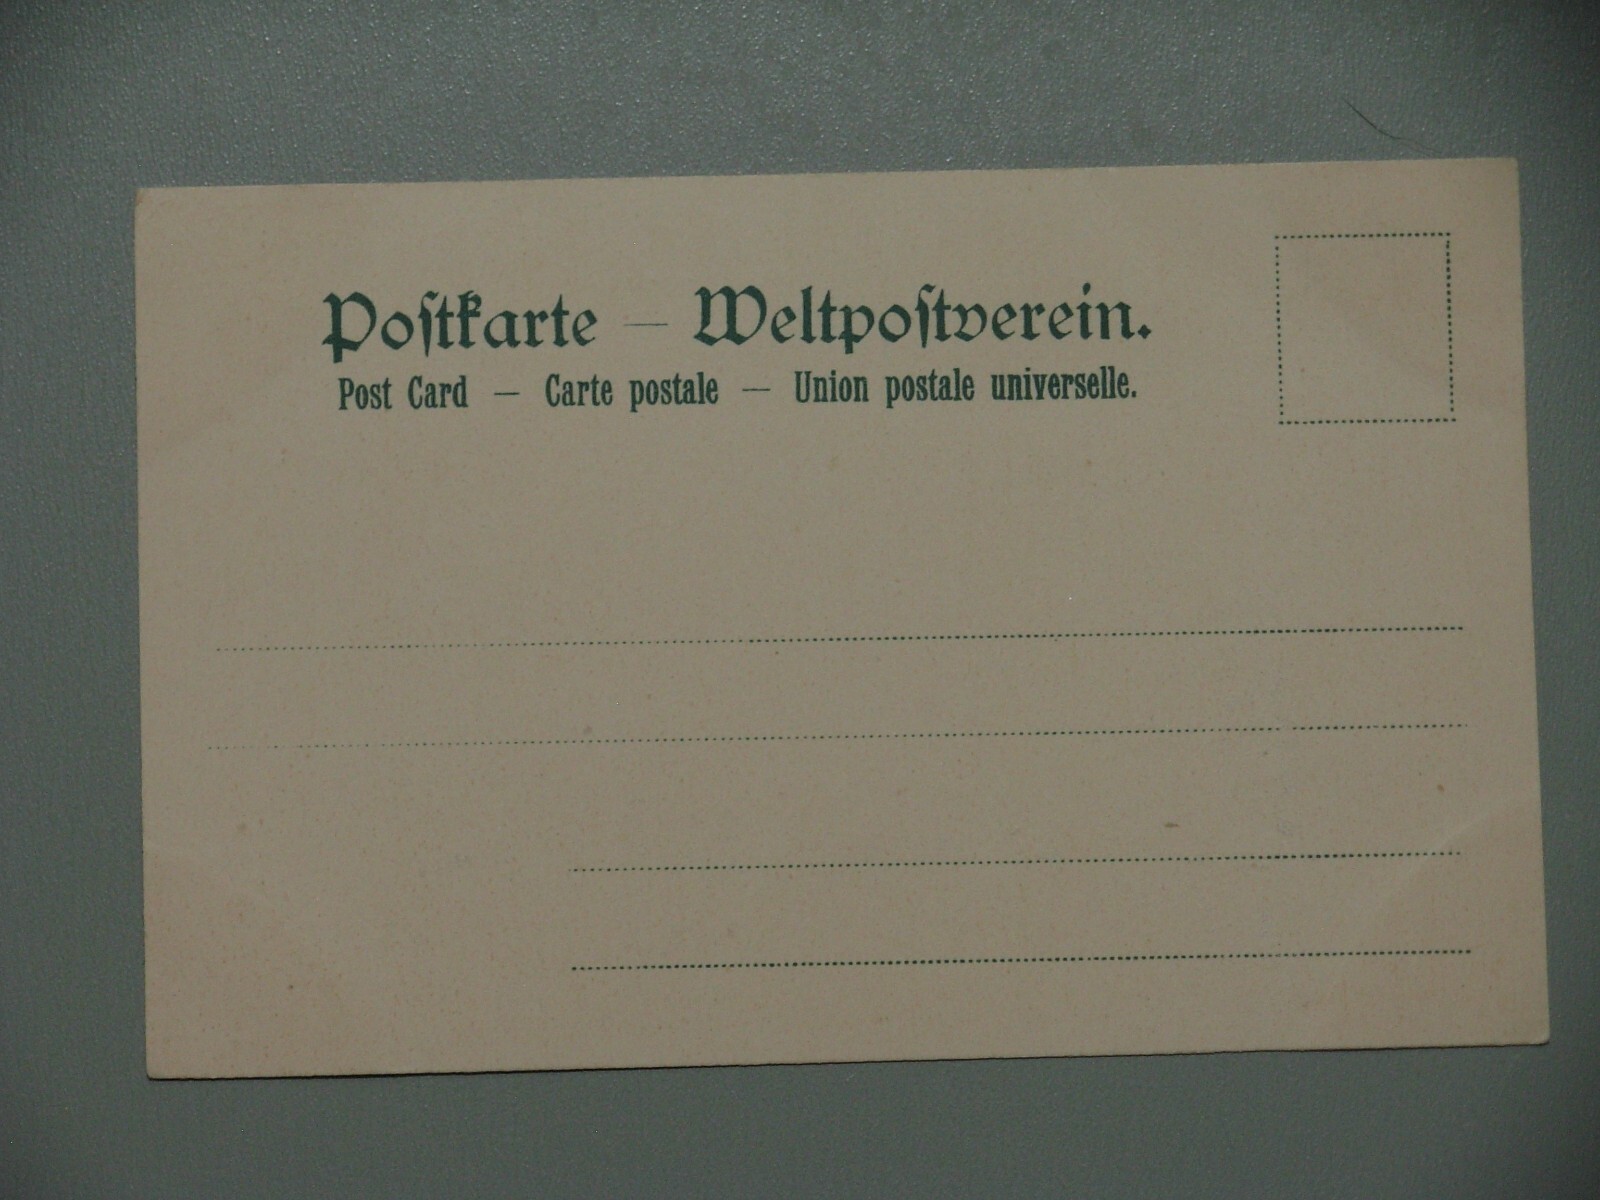 Poſtkarte — Weltpoſtverein.
Post Card — Carte postale — Union postale universelle.